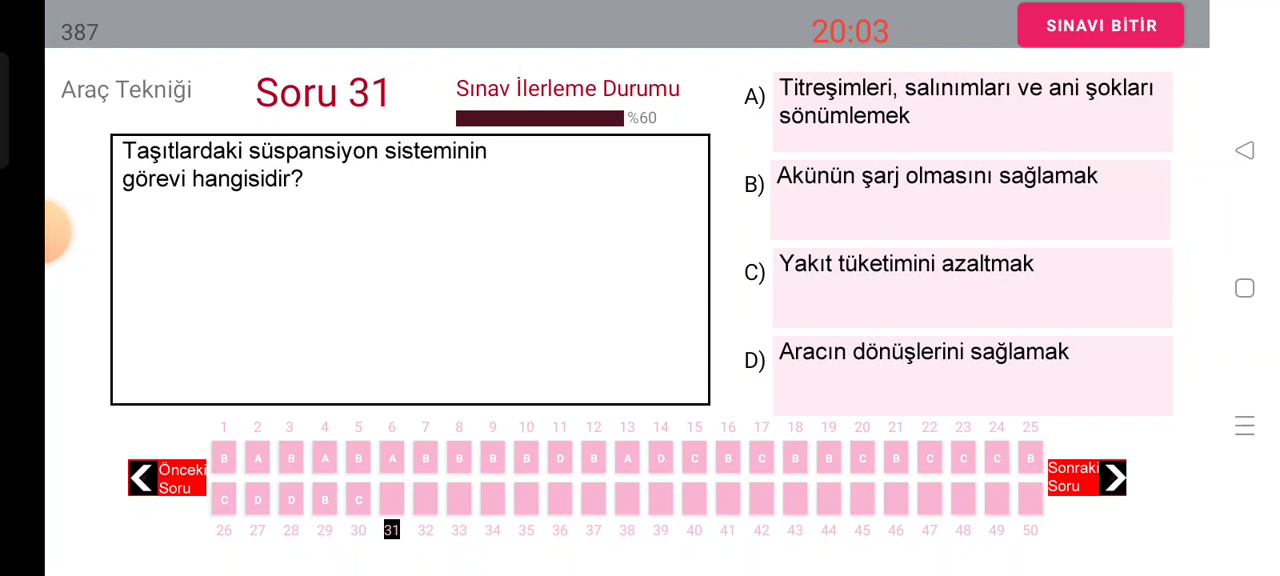 387
20:03
SINAVI BİTİR
Araç Tekniği
Soru 31
Sınav İlerleme Durumu
%60
Taşıtlardaki süspansiyon sisteminin
görevi hangisidir?
A) Titreşimleri, salınımları ve ani şokları
sönümlemek
B) Akünün şarj olmasını sağlamak
C) Yakıt tüketimini azaltmak
D) Aracın dönüşlerini sağlamak
1 2 3 4 5 6 7 8 9 10 11 12 13 14 15 16 17 18 19 20 21 22 23 24 25
B A B A B A B B B B D B A D C B C B B C B C C C B
Önceki
Soru
Sonraki
Soru
C D D B C
26 27 28 29 30 31 32 33 34 35 36 37 38 39 40 41 42 43 44 45 46 47 48 49 50